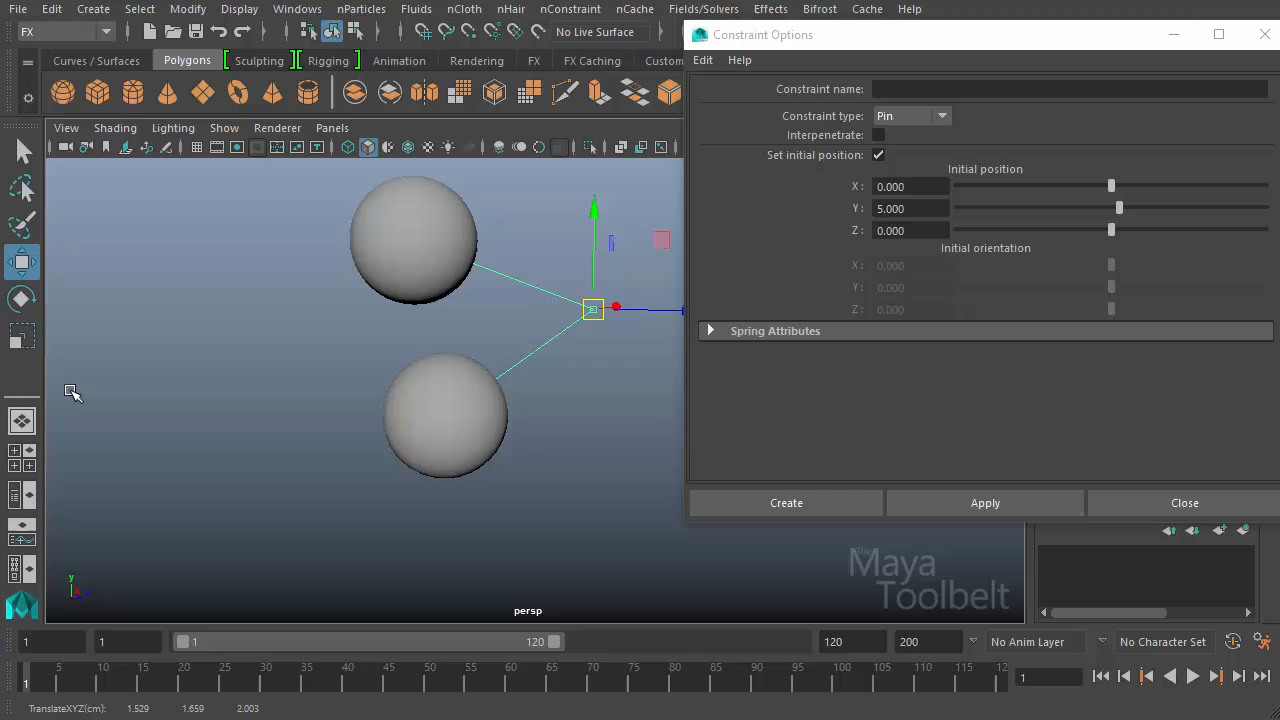 File Edit Create Select Modify Display Windows nParticles Fluids nCloth nHair nConstraint nCache Fields/Solvers Effects Bifrost Cache Help
FX No Live Surface
Constraint Options
Curves / Surfaces Polygons Sculpting Rigging Animation Rendering FX FX Caching Custom
Edit Help
Constraint name:
Constraint type: Pin
Interpenetrate:
Set initial position:
Initial position
X: 0.000
Y: 5.000
Z: 0.000
Initial orientation
X: 0.000
Y: 0.000
Z: 0.000
Spring Attributes
Create Apply Close
View Shading Lighting Show Renderer Panels
y
persp
The Maya Toolbelt
1 1 1 120 120 200 No Anim Layer No Character Set
5 10 15 20 25 30 35 40 45 50 55 60 65 70 75 80 85 90 95 100 105 110 115 12
1 1
TranslateXYZ(cm): 1.529 1.659 2.003